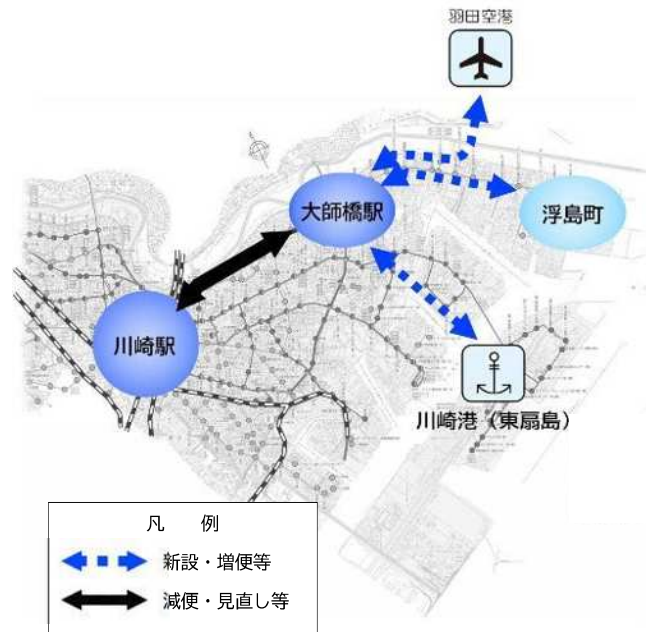 羽田空港
大師橋駅
浮島町
川崎駅
川崎港（東扇島）
凡　例
新設・増便等
減便・見直し等